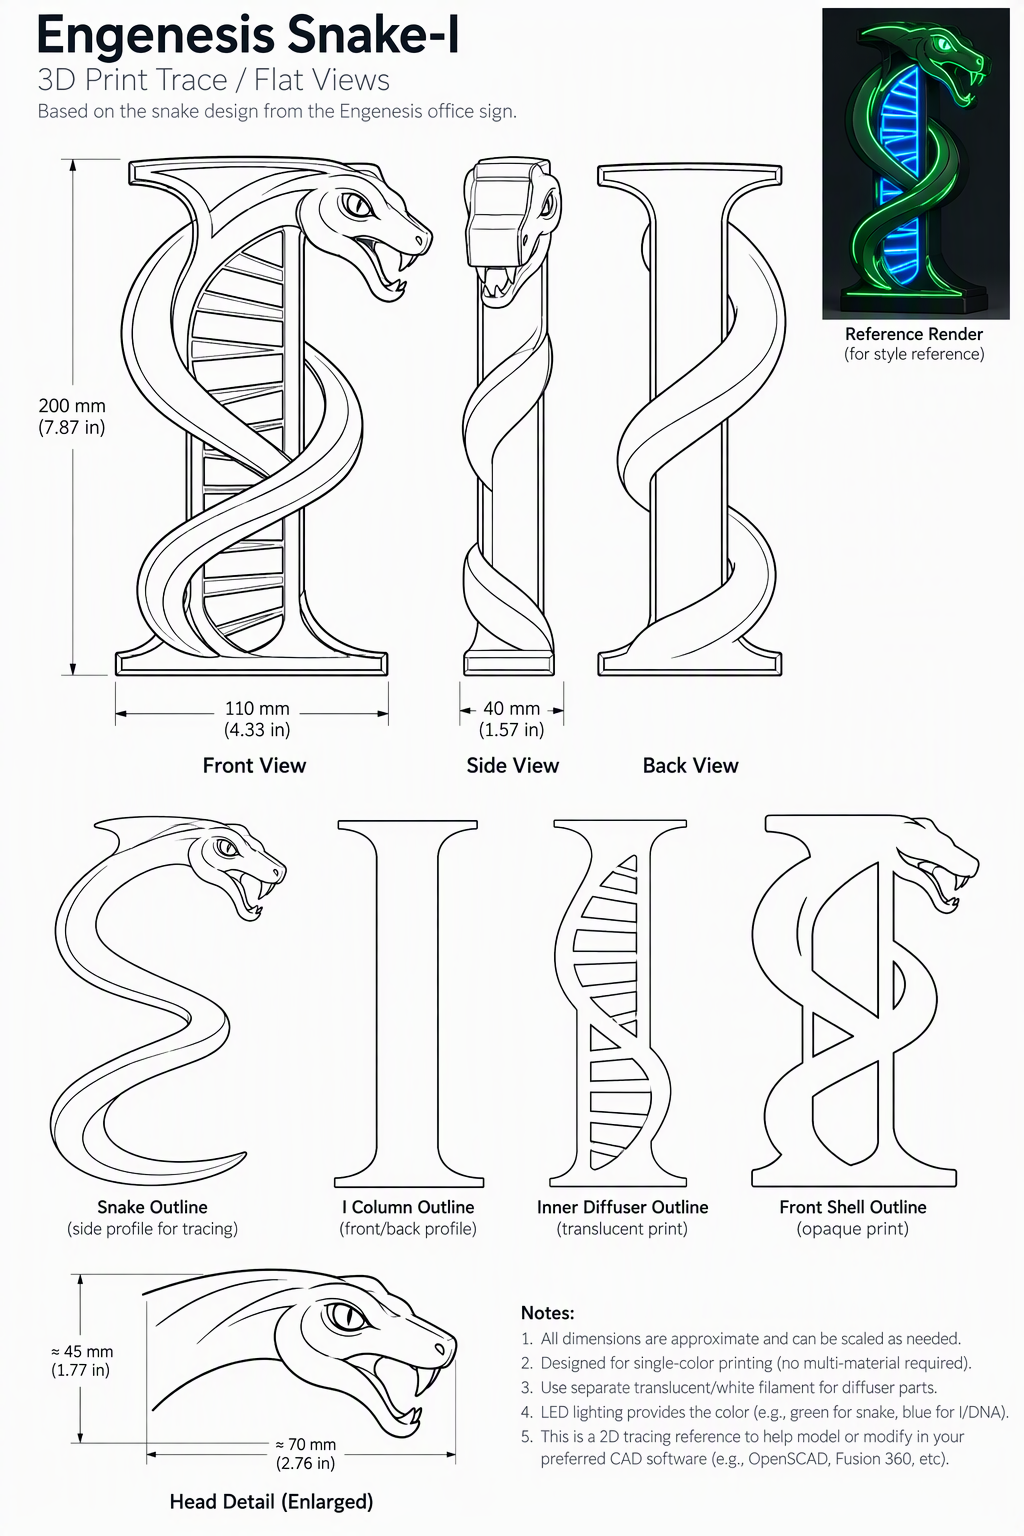 Engenesis Snake-I
3D Print Trace / Flat Views
Based on the snake design from the Engenesis office sign.
Reference Render
(for style reference)
200 mm
(7.87 in)
110 mm
(4.33 in)
40 mm
(1.57 in)
Front View
Side View
Back View
Snake Outline
(side profile for tracing)
I Column Outline
(front/back profile)
Inner Diffuser Outline
(translucent print)
Front Shell Outline
(opaque print)
≈ 45 mm
(1.77 in)
≈ 70 mm
(2.76 in)
Head Detail (Enlarged)
Notes:
1. All dimensions are approximate and can be scaled as needed.
2. Designed for single-color printing (no multi-material required).
3. Use separate translucent/white filament for diffuser parts.
4. LED lighting provides the color (e.g., green for snake, blue for I/DNA).
5. This is a 2D tracing reference to help model or modify in your
preferred CAD software (e.g., OpenSCAD, Fusion 360, etc).